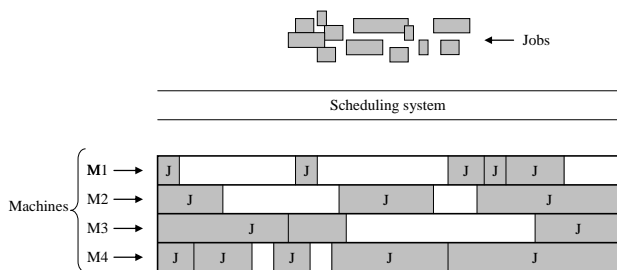 Jobs
Scheduling system
M1 J J J J J
M2 J J J
Machines
M3 J J
M4 J J J J J